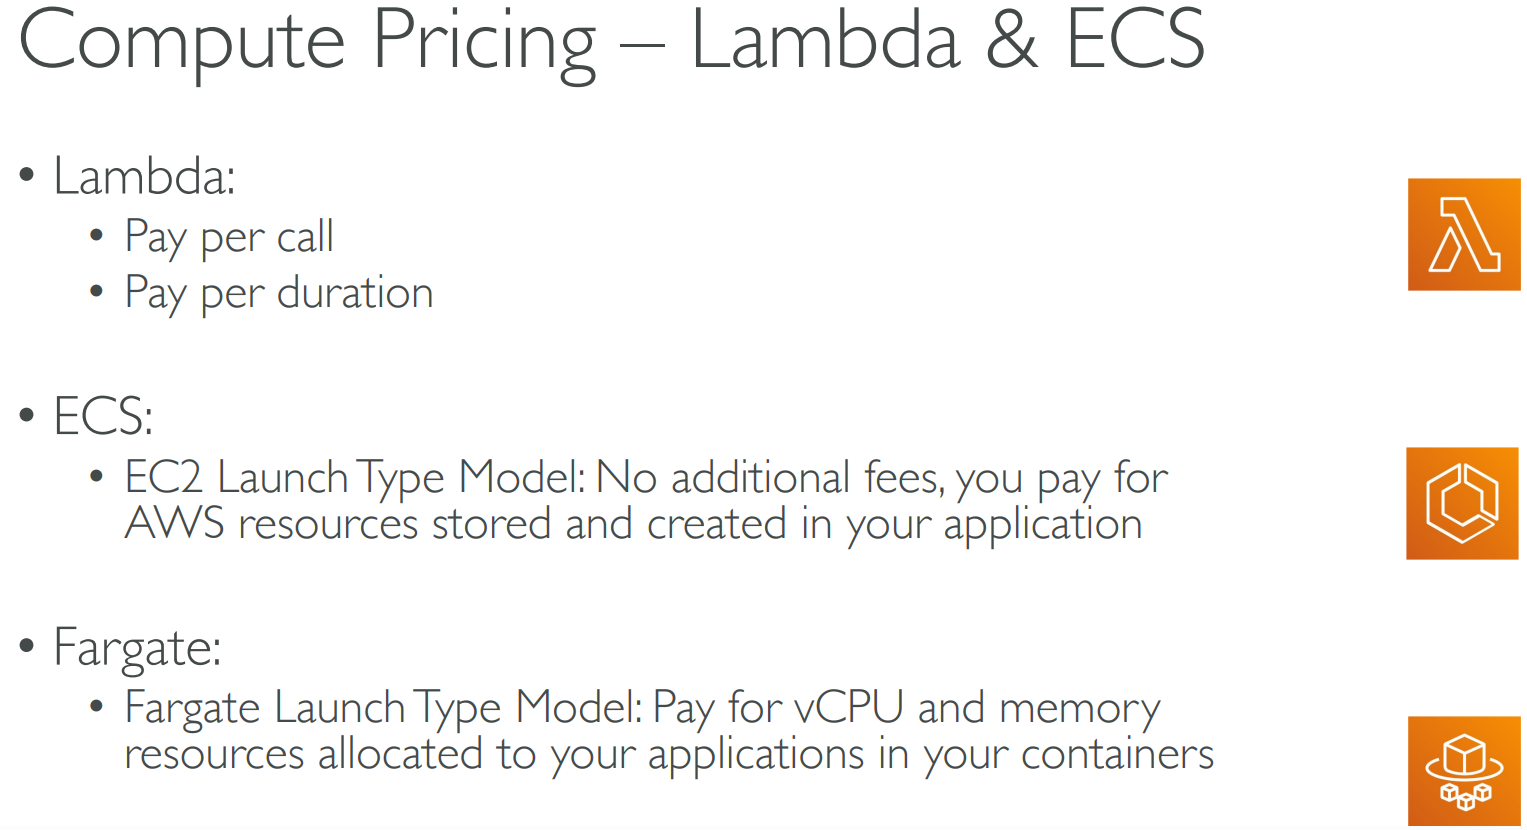 Compute Pricing – Lambda & ECS
• Lambda:
• Pay per call
• Pay per duration
• ECS:
• EC2 Launch Type Model: No additional fees, you pay for
AWS resources stored and created in your application
• Fargate:
• Fargate Launch Type Model: Pay for vCPU and memory
resources allocated to your applications in your containers